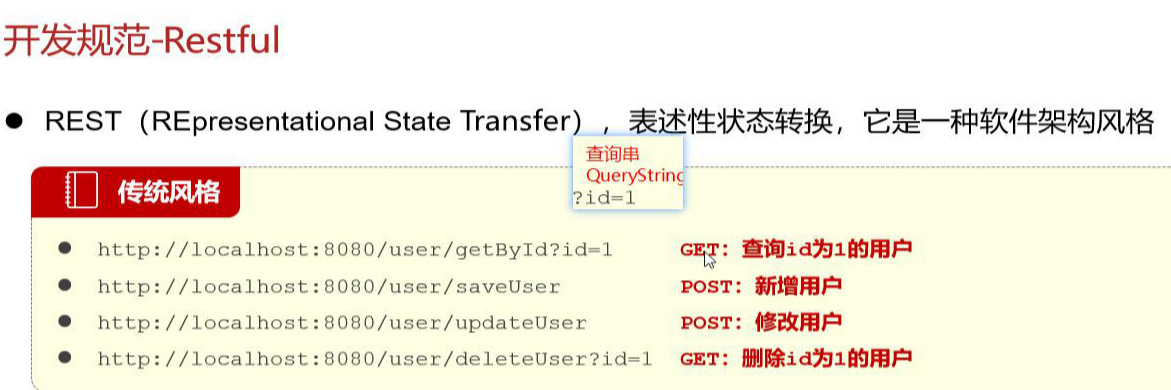 开发规范-Restful
● REST（REpresentational State Transfer），表述性状态转换，它是一种软件架构风格
查询串
QueryString
?id=1
传统风格
● http://localhost:8080/user/getById?id=1 GET：查询id为1的用户
● http://localhost:8080/user/saveUser POST：新增用户
● http://localhost:8080/user/updateUser POST：修改用户
● http://localhost:8080/user/deleteUser?id=1 GET：删除id为1的用户